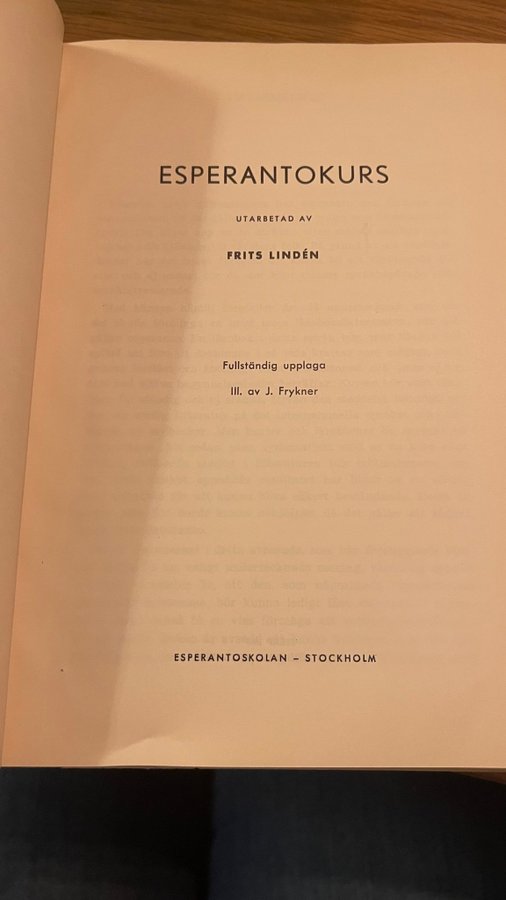 ESPERANTOKURS
UTARBETAD AV
FRITS LINDÉN
Fullständig upplaga
Ill. av J. Frykner
ESPERANTOSKOLAN – STOCKHOLM